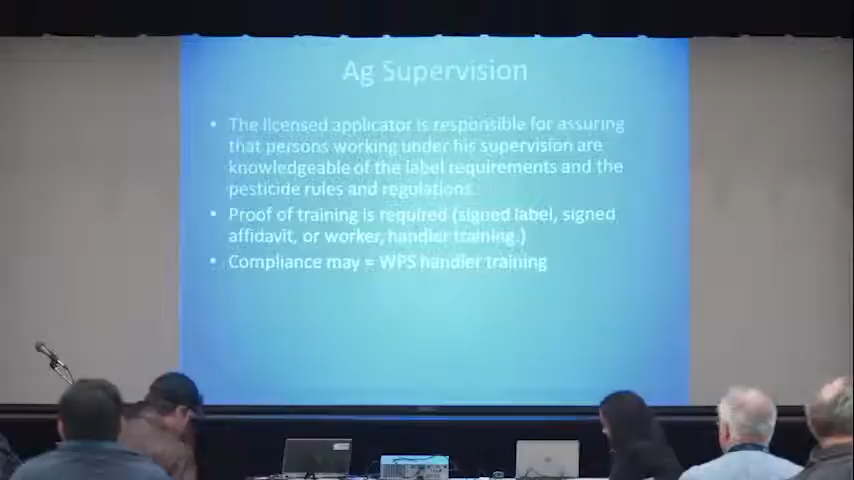 Ag Supervision
• The licensed applicator is responsible for assuring
that persons working under his supervision are
knowledgeable of the label requirements and the
pesticide rules and regulations.
• Proof of training is required (signed label, signed
affidavit, or worker, handler training.)
• Compliance may = WPS handler training